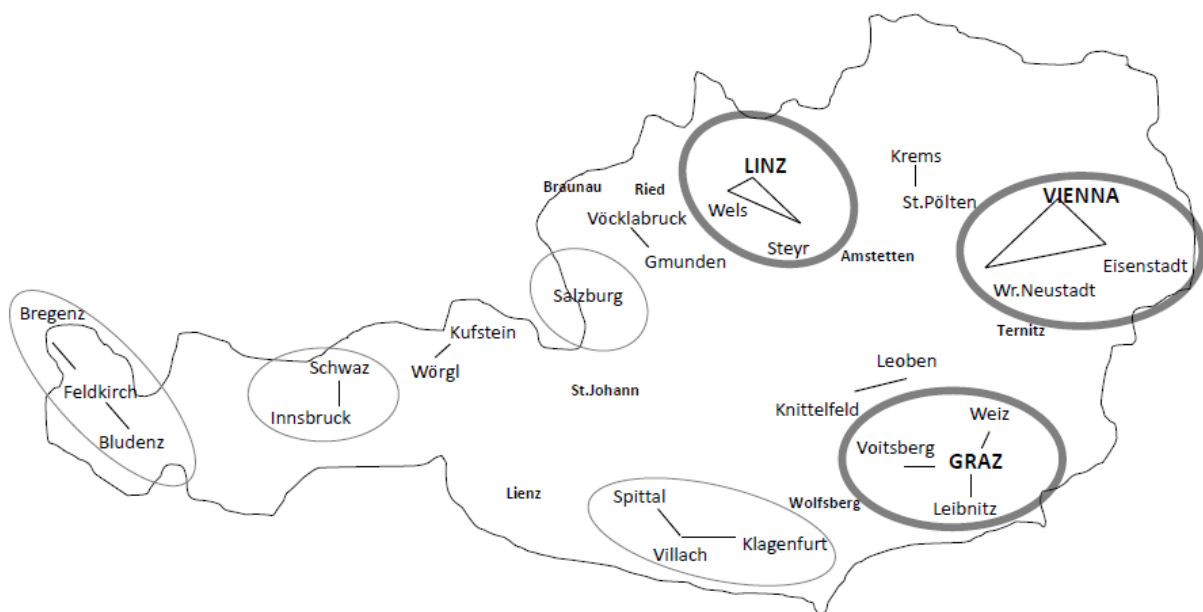 Krems
LINZ
Braunau
Ried
VIENNA
St.Pölten
Wels
Vöcklabruck
Steyr
Amstetten
Gmunden
Eisenstadt
Wr.Neustadt
Salzburg
Bregenz
Kufstein
Ternitz
Leoben
Schwaz
Wörgl
Feldkirch
St.Johann
Knittelfeld
Innsbruck
Weiz
Bludenz
Voitsberg
GRAZ
Lienz
Spittal
Wolfsberg
Leibnitz
Klagenfurt
Villach